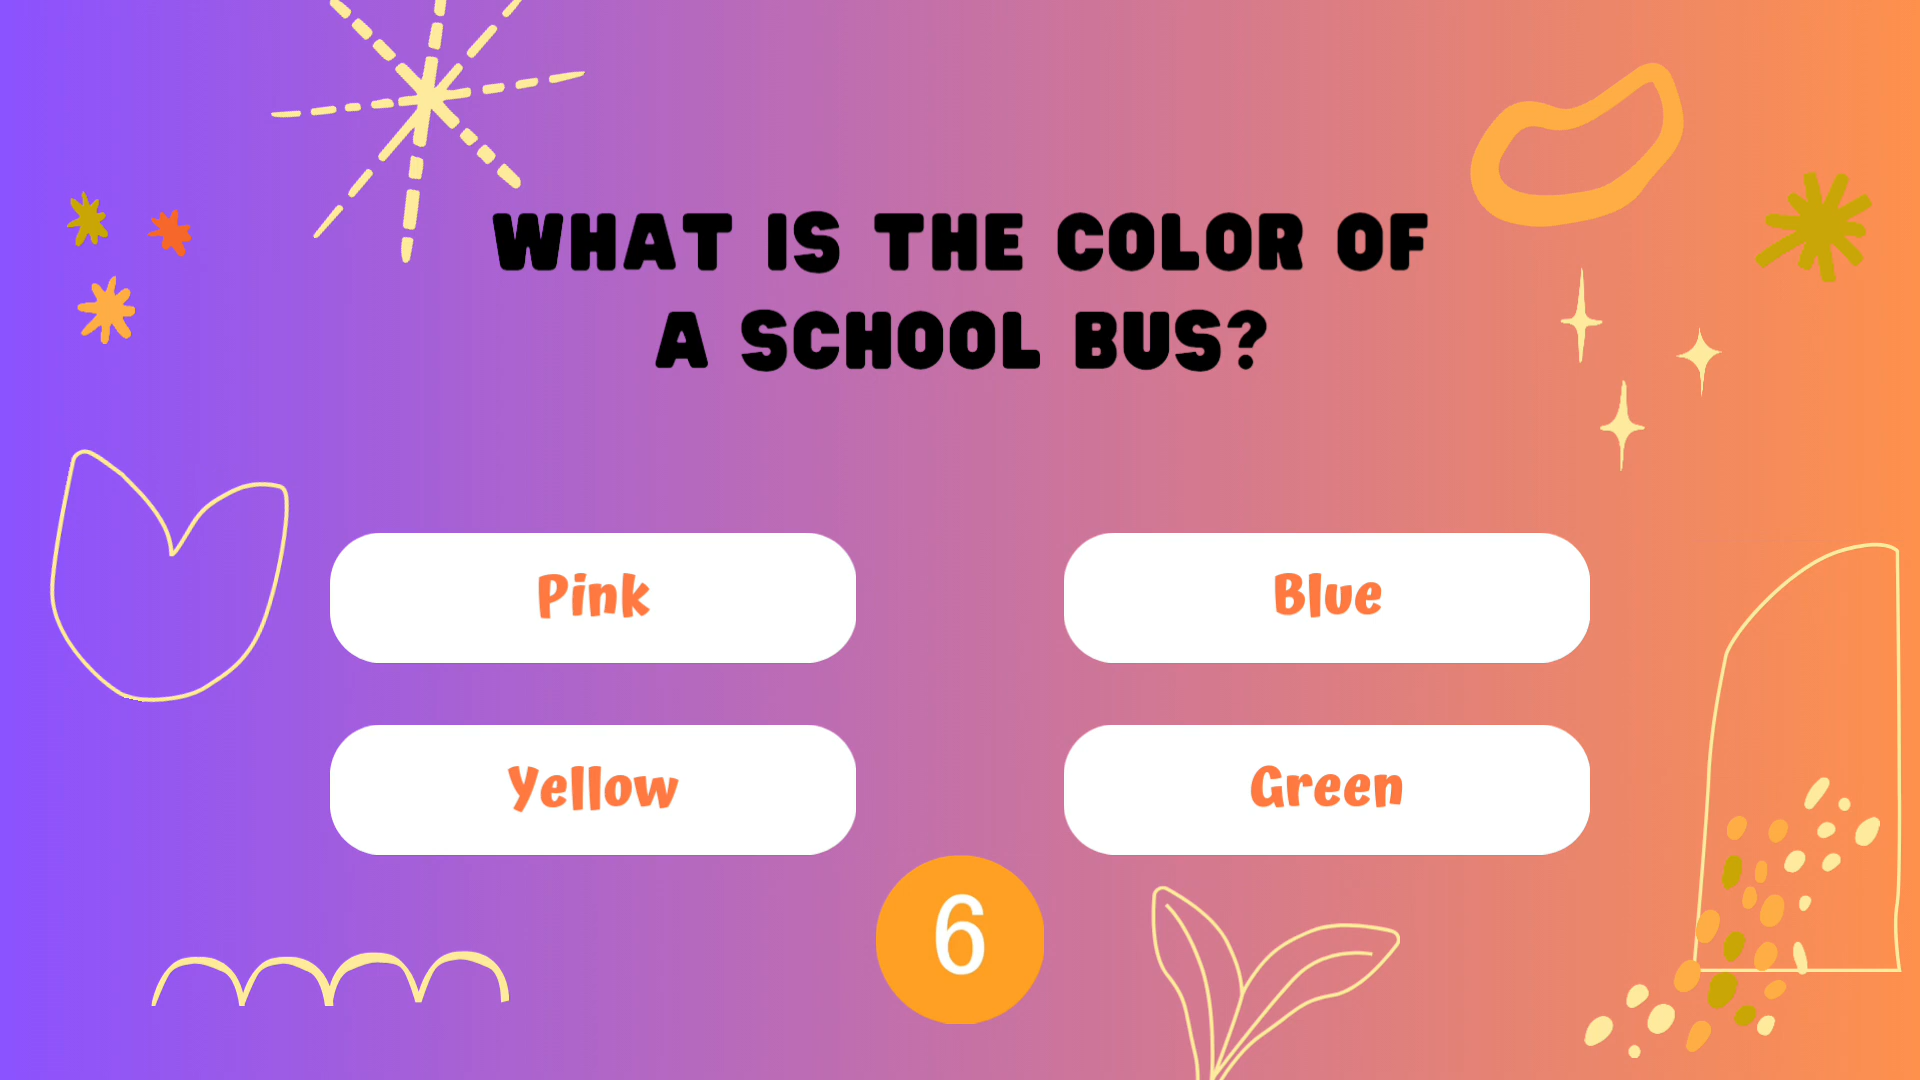 WHAT IS THE COLOR OF
A SCHOOL BUS?
Pink
Blue
Yellow
Green
6